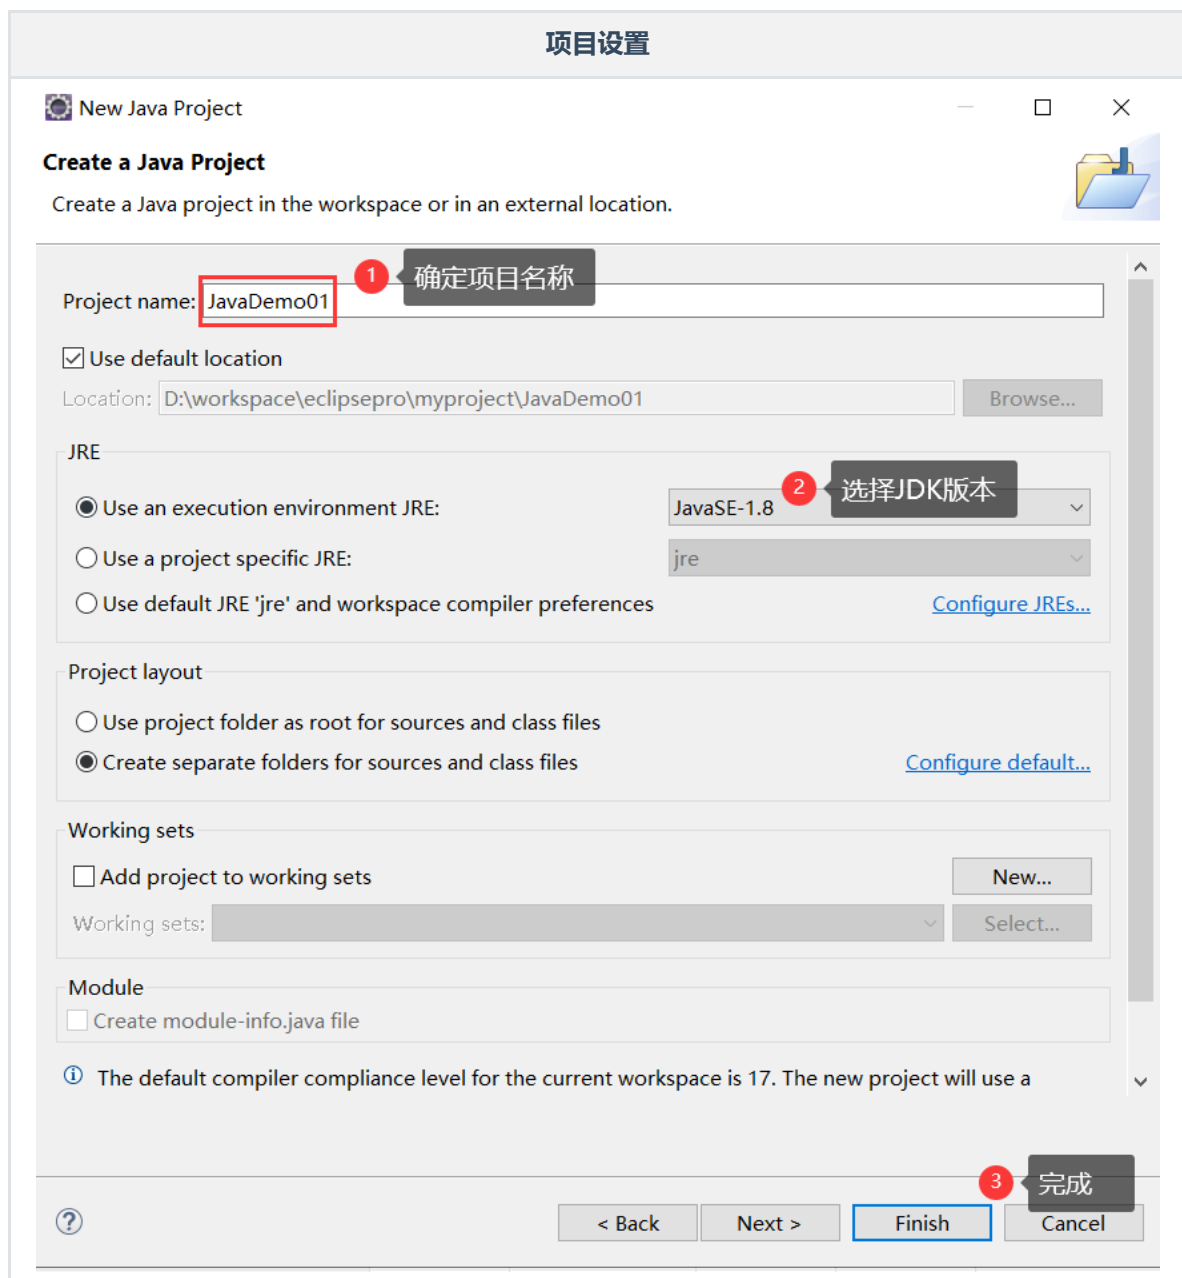 项目设置
New Java Project
Create a Java Project
Create a Java project in the workspace or in an external location.
1 确定项目名称
Project name: JavaDemo01
Use default location
Location: D:\workspace\eclipsepro\myproject\JavaDemo01 Browse...
JRE
2 选择JDK版本
Use an execution environment JRE: JavaSE-1.8
Use a project specific JRE: jre
Use default JRE 'jre' and workspace compiler preferences Configure JREs...
Project layout
Use project folder as root for sources and class files
Create separate folders for sources and class files Configure default...
Working sets
Add project to working sets New...
Working sets: Select...
Module
Create module-info.java file
The default compiler compliance level for the current workspace is 17. The new project will use a
3 完成
? < Back Next > Finish Cancel